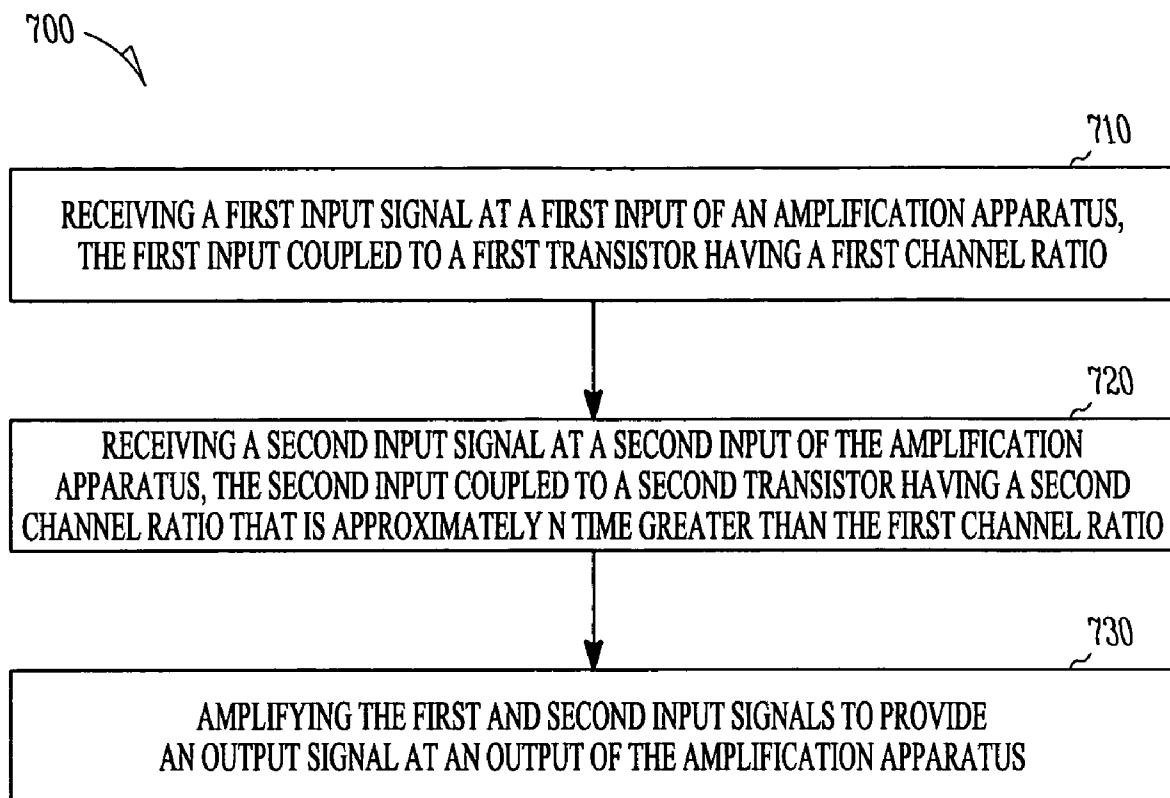 700
710
RECEIVING A FIRST INPUT SIGNAL AT A FIRST INPUT OF AN AMPLIFICATION APPARATUS,
THE FIRST INPUT COUPLED TO A FIRST TRANSISTOR HAVING A FIRST CHANNEL RATIO
720
RECEIVING A SECOND INPUT SIGNAL AT A SECOND INPUT OF THE AMPLIFICATION
APPARATUS, THE SECOND INPUT COUPLED TO A SECOND TRANSISTOR HAVING A SECOND
CHANNEL RATIO THAT IS APPROXIMATELY N TIME GREATER THAN THE FIRST CHANNEL RATIO
730
AMPLIFYING THE FIRST AND SECOND INPUT SIGNALS TO PROVIDE
AN OUTPUT SIGNAL AT AN OUTPUT OF THE AMPLIFICATION APPARATUS.